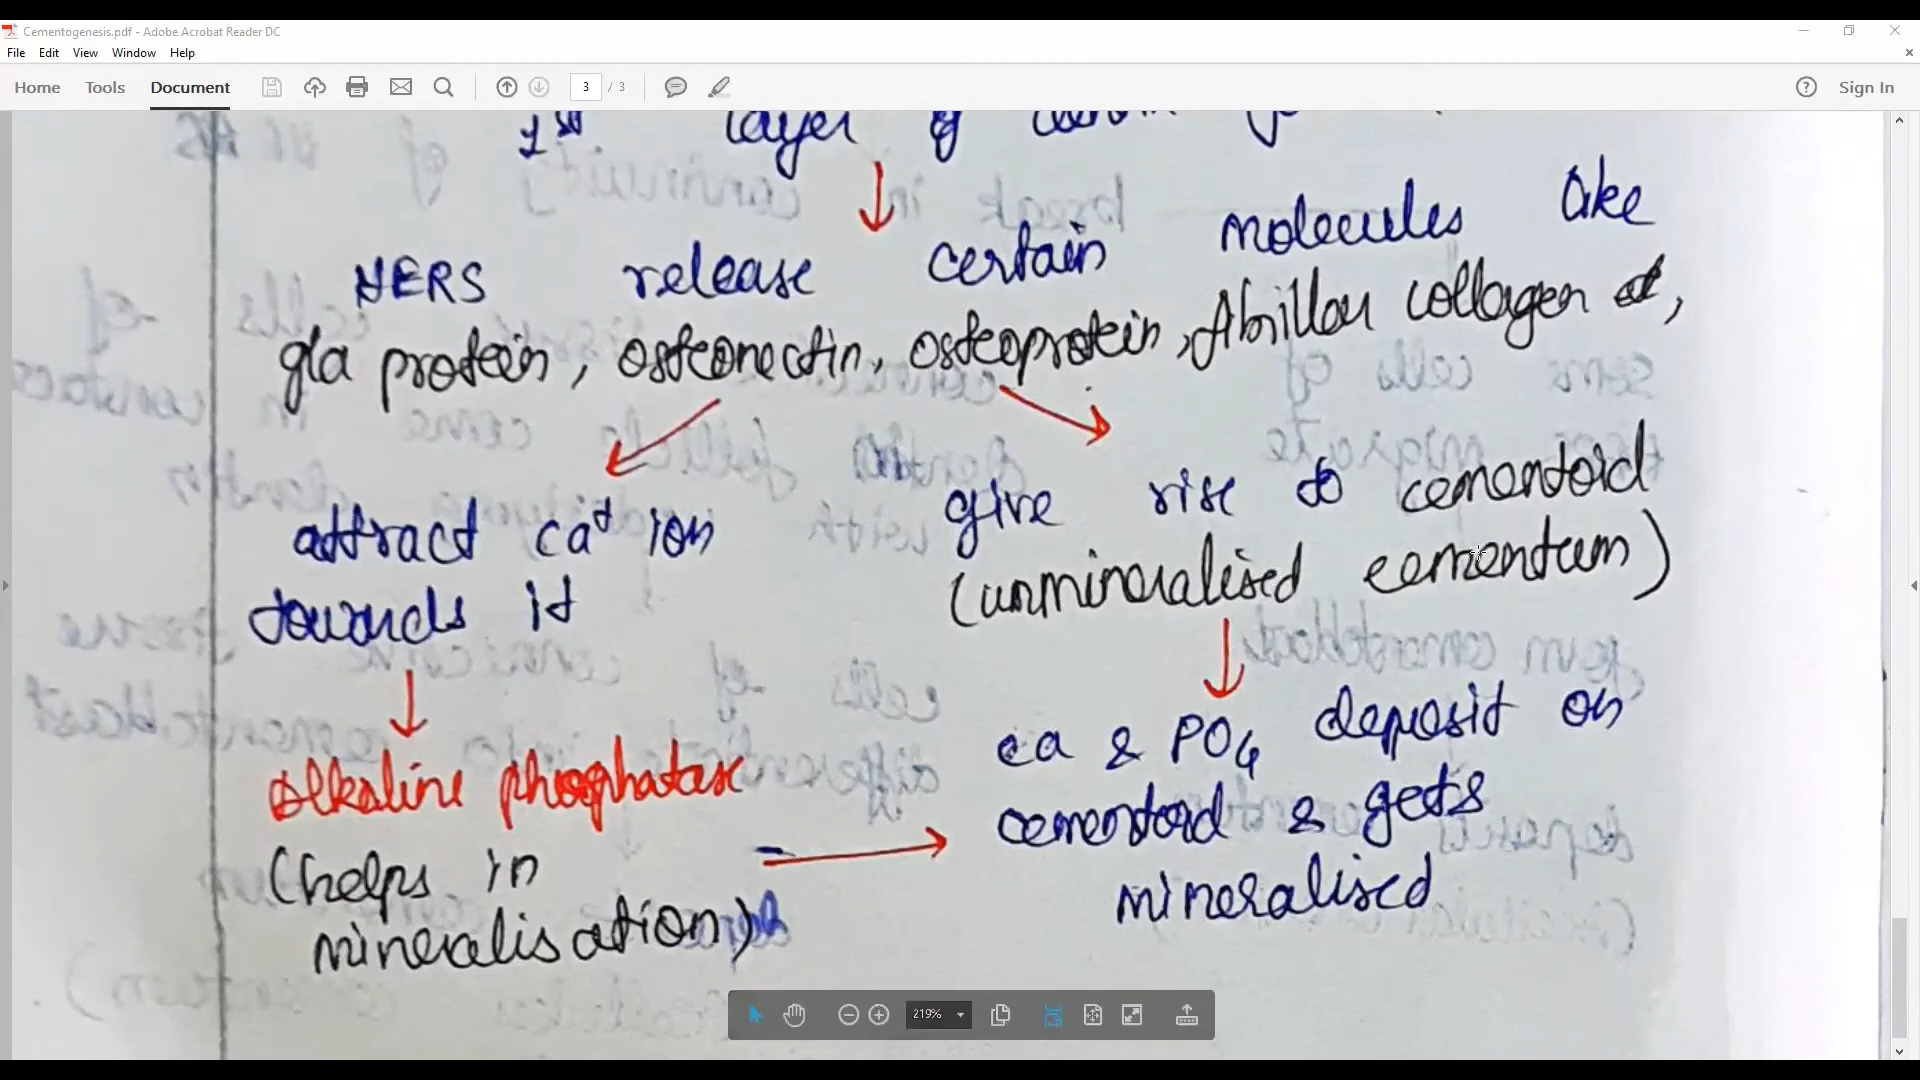 Cementogenesis.pdf - Adobe Acrobat Reader DC
File Edit View Window Help
Home Tools Document 3 / 3 Sign In
1st layer of
HERS release certain molecules like
gla protein, osteonectin, osteoprotein, fibrillar collagen
attract ca+ ion
towards it
give rise to cementoid
(unmineralised cementum)
alkaline phosphatase
(helps in
mineralisation)
ca & PO4 deposit on
cementoid & gets
mineralised
219%